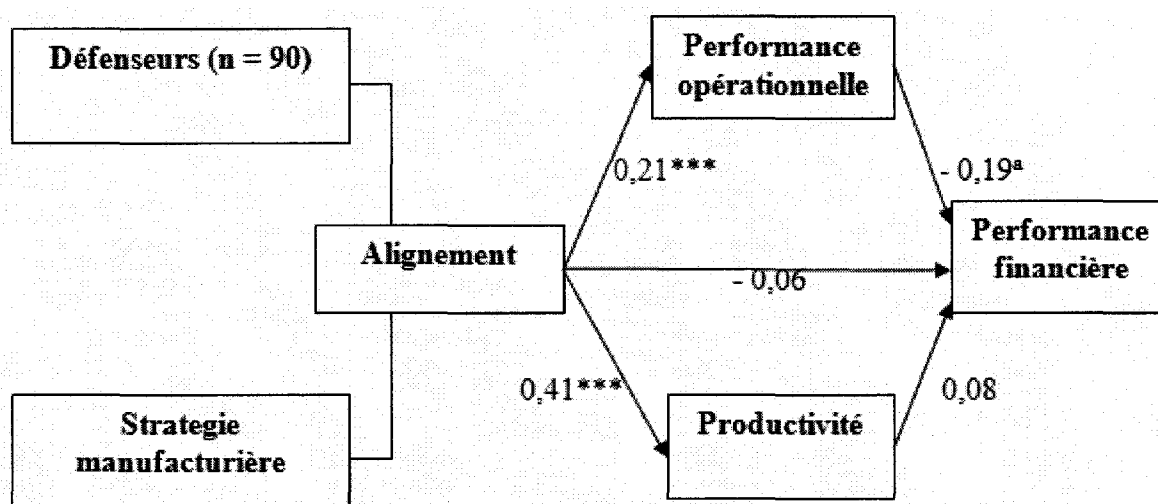 Défenseurs (n = 90)
Performance
opérationnelle
0,21***
- 0,19ª
Alignement
Performance
financière
- 0,06
0,41***
0,08
Strategie
manufacturière
Productivité